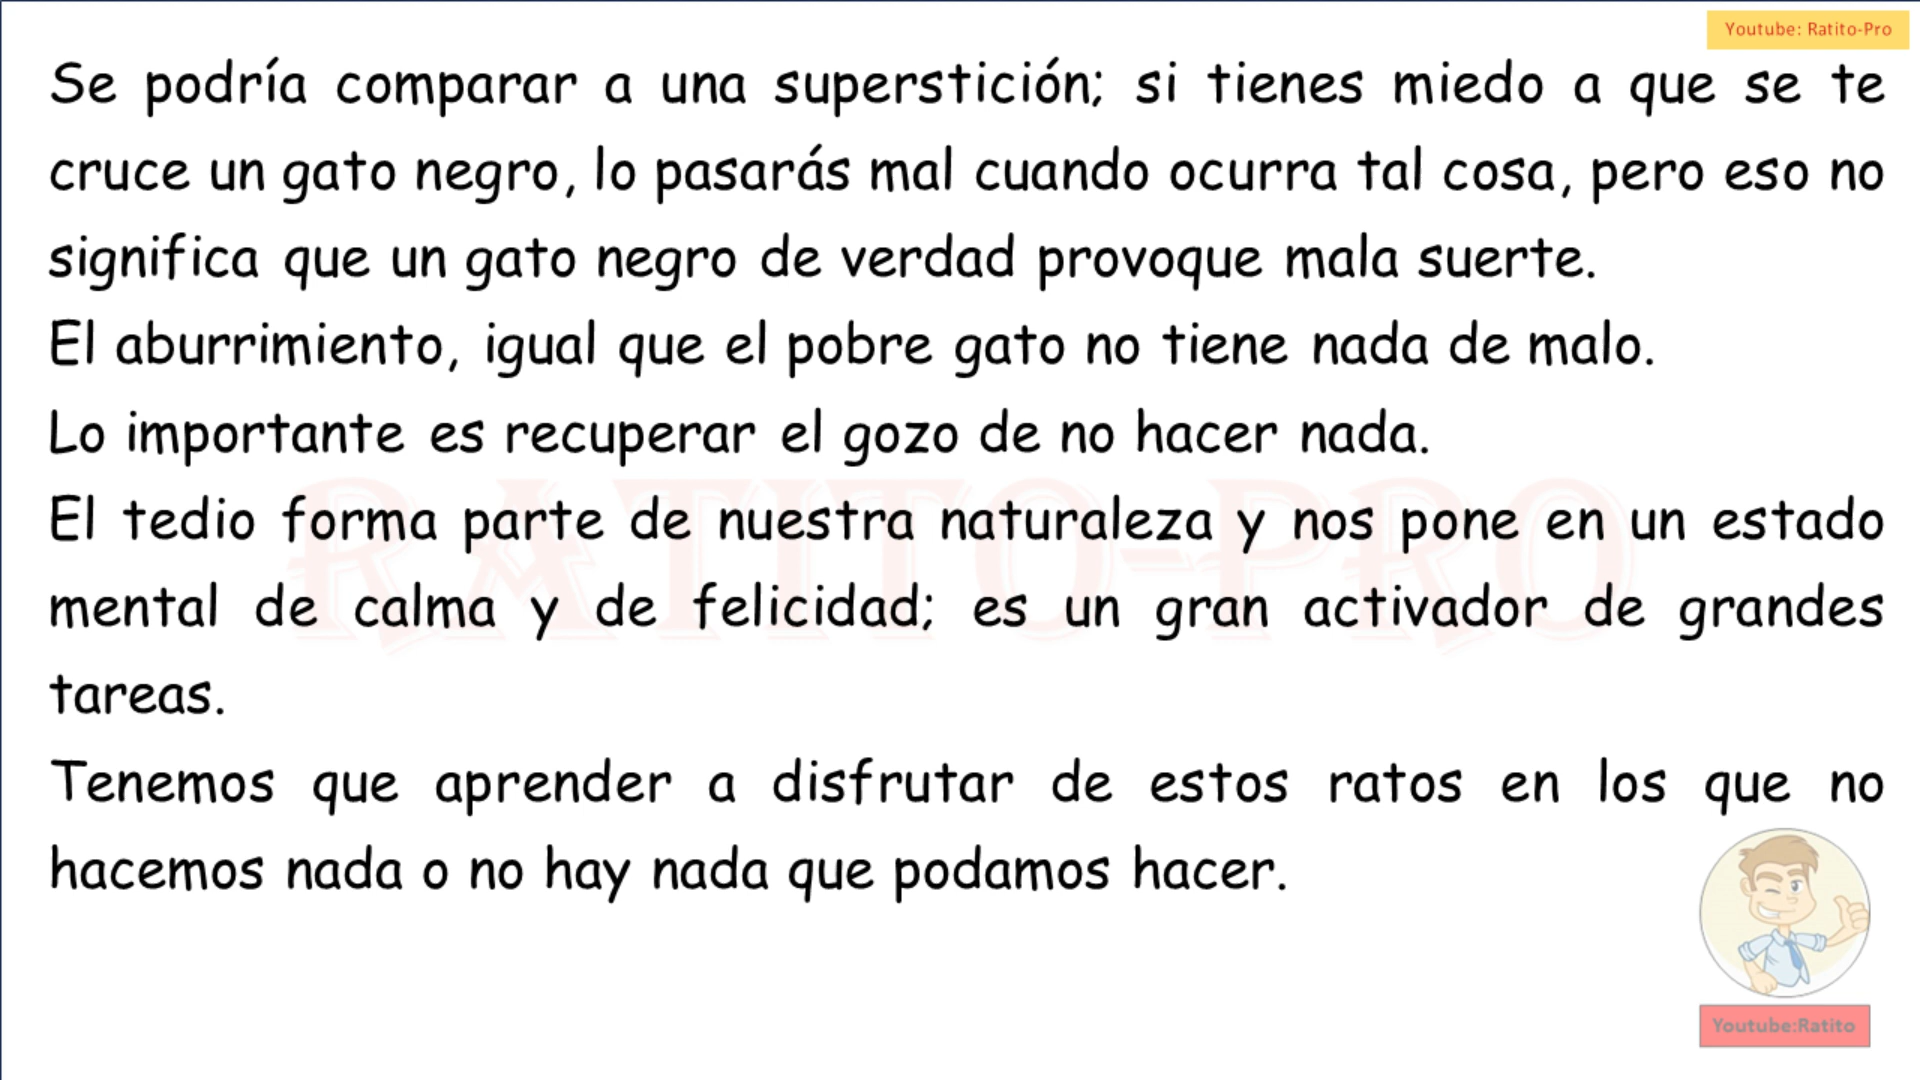 Youtube: Ratito-Pro
Se podría comparar a una superstición; si tienes miedo a que se te
cruce un gato negro, lo pasarás mal cuando ocurra tal cosa, pero eso no
significa que un gato negro de verdad provoque mala suerte.
El aburrimiento, igual que el pobre gato no tiene nada de malo.
Lo importante es recuperar el gozo de no hacer nada.
RATITO-PRO
El tedio forma parte de nuestra naturaleza y nos pone en un estado
mental de calma y de felicidad; es un gran activador de grandes
tareas.
Tenemos que aprender a disfrutar de estos ratos en los que no
hacemos nada o no hay nada que podamos hacer.
Youtube:Ratito